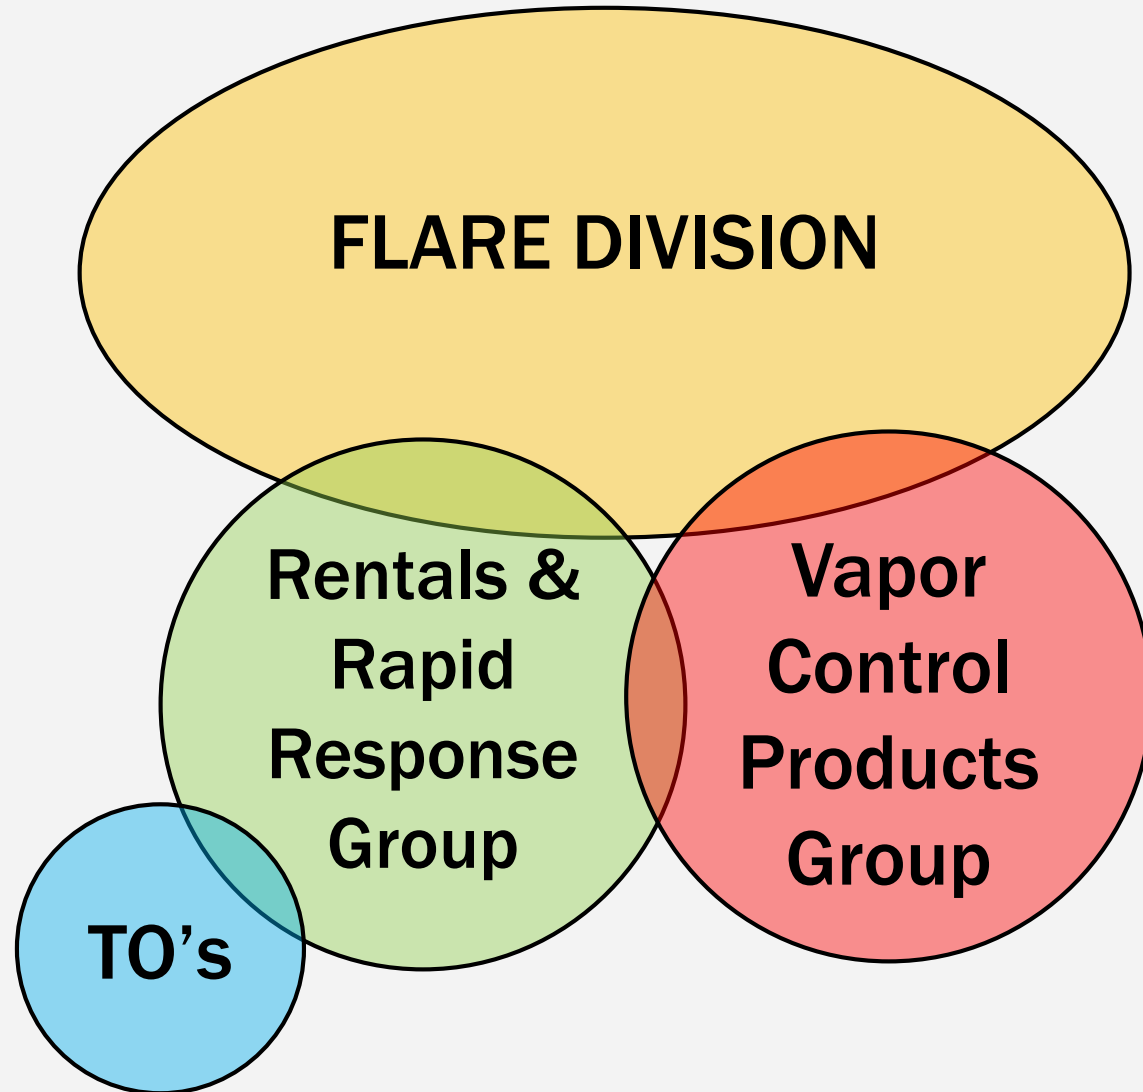 FLARE DIVISION
Rentals &
Rapid
Response
Group
Vapor
Control
Products
Group
TO’s